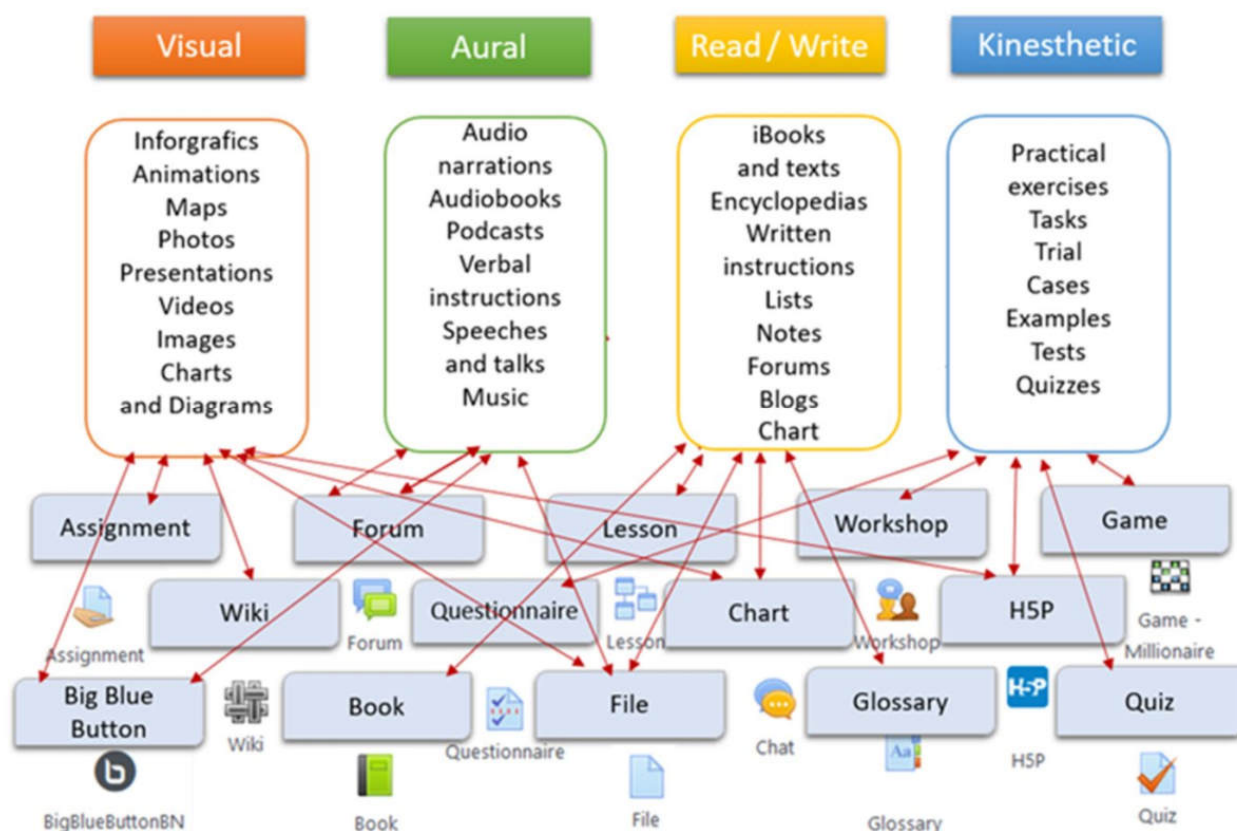 Visual
Aural
Read / Write
Kinesthetic
Inforgrafics
Animations
Maps
Photos
Presentations
Videos
Images
Charts
and Diagrams
Audio
narrations
Audiobooks
Podcasts
Verbal
instructions
Speeches
and talks
Music
iBooks
and texts
Encyclopedias
Written
instructions
Lists
Notes
Forums
Blogs
Chart
Practical
exercises
Tasks
Trial
Cases
Examples
Tests
Quizzes
Assignment
Forum
Lesson
Workshop
Game
Wiki
Questionnaire
Chart
H5P
Assignment
Forum
Lesson
Workshop
Game -
Millionaire
Big Blue
Button
Book
File
Glossary
Quiz
Wiki
Questionnaire
Chat
Aa
H5P
H5P
b
BigBlueButtonBN
Book
File
Glossary
Quiz